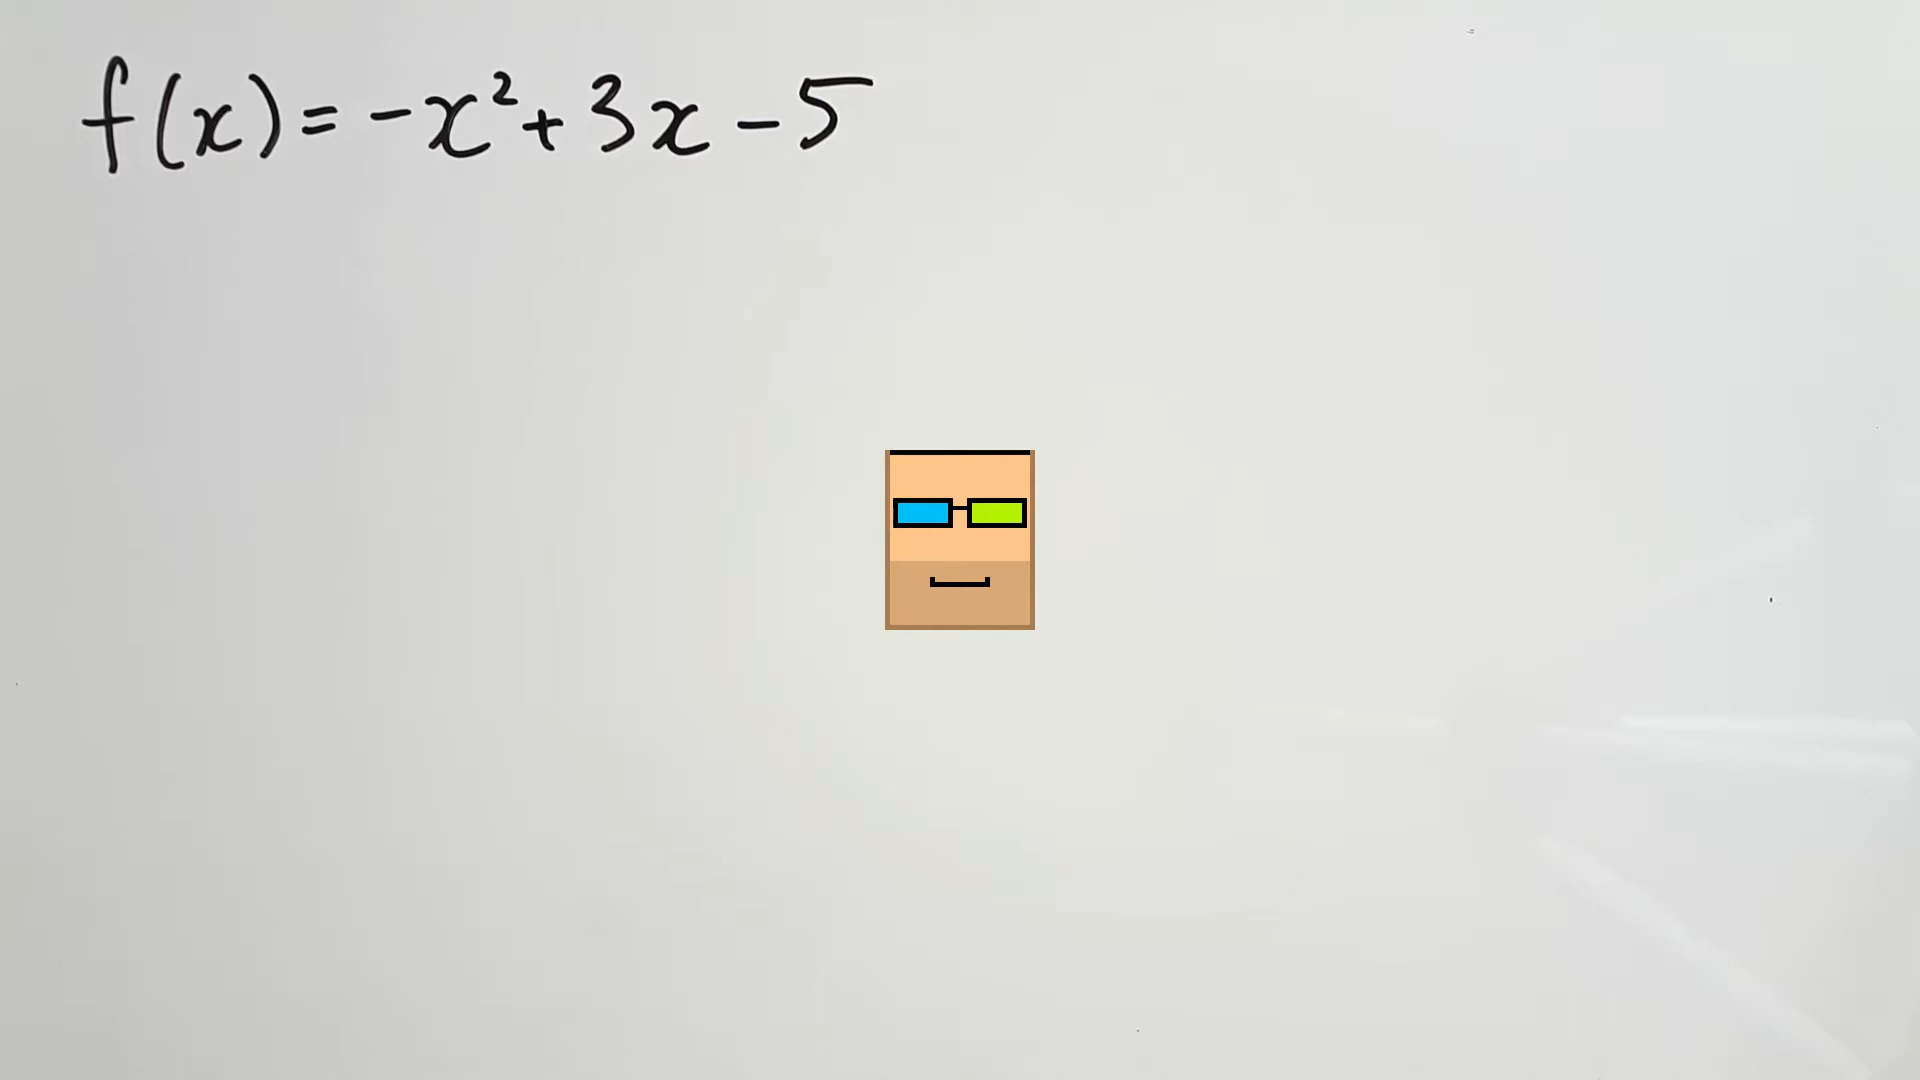 f(x) = -x² + 3x - 5